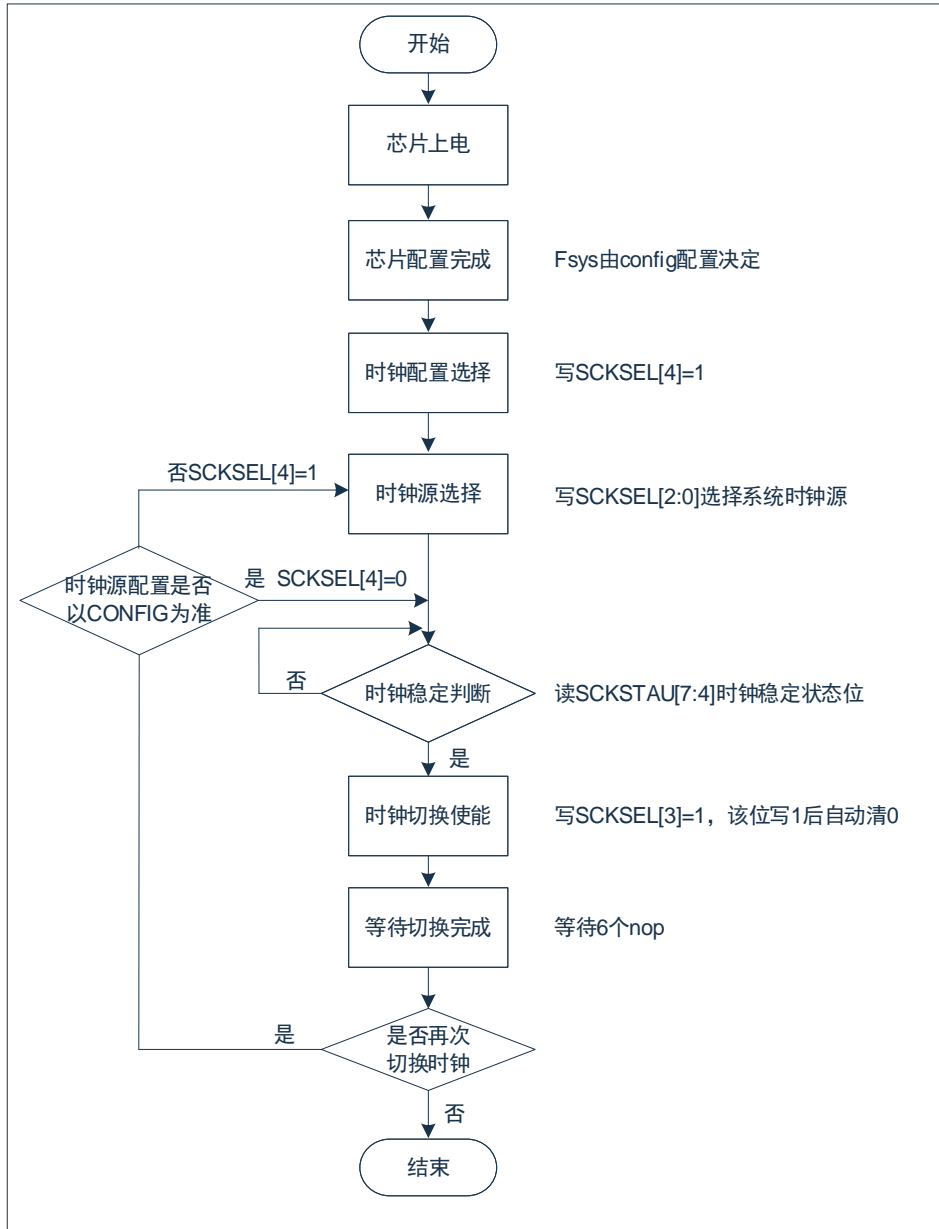 开始
芯片上电
芯片配置完成
Fsys由config配置决定
时钟配置选择
写SCKSEL[4]=1
否SCKSEL[4]=1
时钟源选择
写SCKSEL[2:0]选择系统时钟源
时钟源配置是否
以CONFIG为准
是 SCKSEL[4]=0
否
时钟稳定判断
读SCKSTAU[7:4]时钟稳定状态位
是
时钟切换使能
写SCKSEL[3]=1，该位写1后自动清0
等待切换完成
等待6个nop
是
是否再次
切换时钟
否
结束